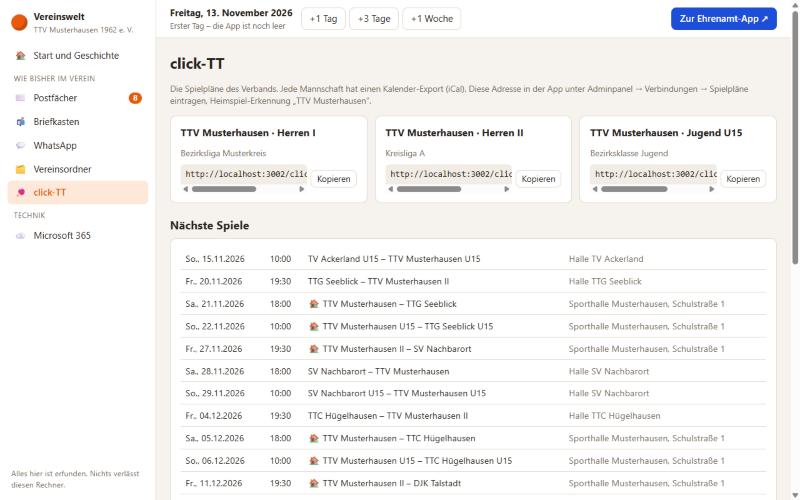 Vereinswelt
TTV Musterhausen 1962 e. V.
Start und Geschichte
WIE BISHER IM VEREIN
Postfächer 8
Briefkasten
WhatsApp
Vereinsordner
click-TT
TECHNIK
Microsoft 365
Alles hier ist erfunden. Nichts verlässt
diesen Rechner.
Freitag, 13. November 2026
Erster Tag – die App ist noch leer
+1 Tag +3 Tage +1 Woche
Zur Ehrenamt-App ↗
click-TT
Die Spielpläne des Verbands. Jede Mannschaft hat einen Kalender-Export (iCal). Diese Adresse in der App unter Adminpanel → Verbindungen → Spielpläne
eintragen, Heimspiel-Erkennung „TTV Musterhausen“.
TTV Musterhausen · Herren I
Bezirksliga Musterkreis
http://localhost:3002/clic Kopieren
TTV Musterhausen · Herren II
Kreisliga A
http://localhost:3002/clic Kopieren
TTV Musterhausen · Jugend U15
Bezirksklasse Jugend
http://localhost:3002/clic Kopieren
Nächste Spiele
So., 15.11.2026 10:00 TV Ackerland U15 – TTV Musterhausen U15 Halle TV Ackerland
Fr., 20.11.2026 19:30 TTG Seeblick – TTV Musterhausen II Halle TTG Seeblick
Sa., 21.11.2026 18:00 TTV Musterhausen – TTG Seeblick Sporthalle Musterhausen, Schulstraße 1
So., 22.11.2026 10:00 TTV Musterhausen U15 – TTG Seeblick U15 Sporthalle Musterhausen, Schulstraße 1
Fr., 27.11.2026 19:30 TTV Musterhausen II – SV Nachbarort Sporthalle Musterhausen, Schulstraße 1
Sa., 28.11.2026 18:00 SV Nachbarort – TTV Musterhausen Halle SV Nachbarort
So., 29.11.2026 10:00 SV Nachbarort U15 – TTV Musterhausen U15 Halle SV Nachbarort
Fr., 04.12.2026 19:30 TTC Hügelhausen – TTV Musterhausen II Halle TTC Hügelhausen
Sa., 05.12.2026 18:00 TTV Musterhausen – TTC Hügelhausen Sporthalle Musterhausen, Schulstraße 1
So., 06.12.2026 10:00 TTV Musterhausen U15 – TTC Hügelhausen U15 Sporthalle Musterhausen, Schulstraße 1
Fr., 11.12.2026 19:30 TTV Musterhausen II – DJK Talstadt Sporthalle Musterhausen, Schulstraße 1